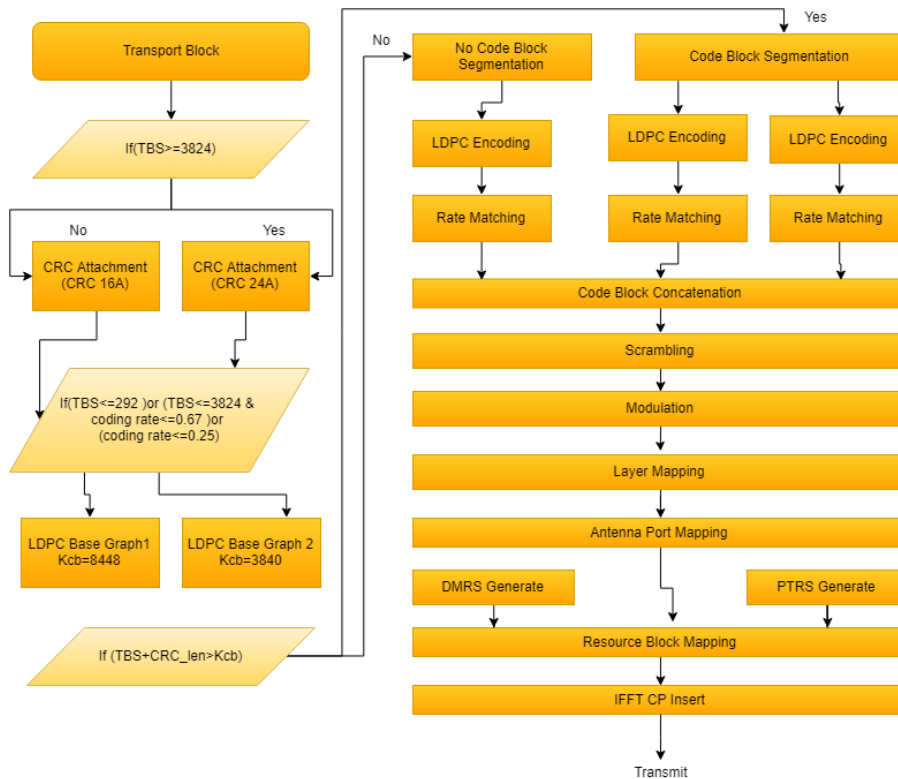 Transport Block
If(TBS>=3824)
No
Yes
CRC Attachment
(CRC 16A)
CRC Attachment
(CRC 24A)
If(TBS<=292 )or (TBS<=3824 &
coding rate<=0.67 )or
(coding rate<=0.25)
LDPC Base Graph1
Kcb=8448
LDPC Base Graph 2
Kcb=3840
If (TBS+CRC_len>Kcb)
No
Yes
No Code Block
Segmentation
Code Block Segmentation
LDPC Encoding
LDPC Encoding
LDPC Encoding
Rate Matching
Rate Matching
Rate Matching
Code Block Concatenation
Scrambling
Modulation
Layer Mapping
Antenna Port Mapping
DMRS Generate
PTRS Generate
Resource Block Mapping
IFFT CP Insert
Transmit